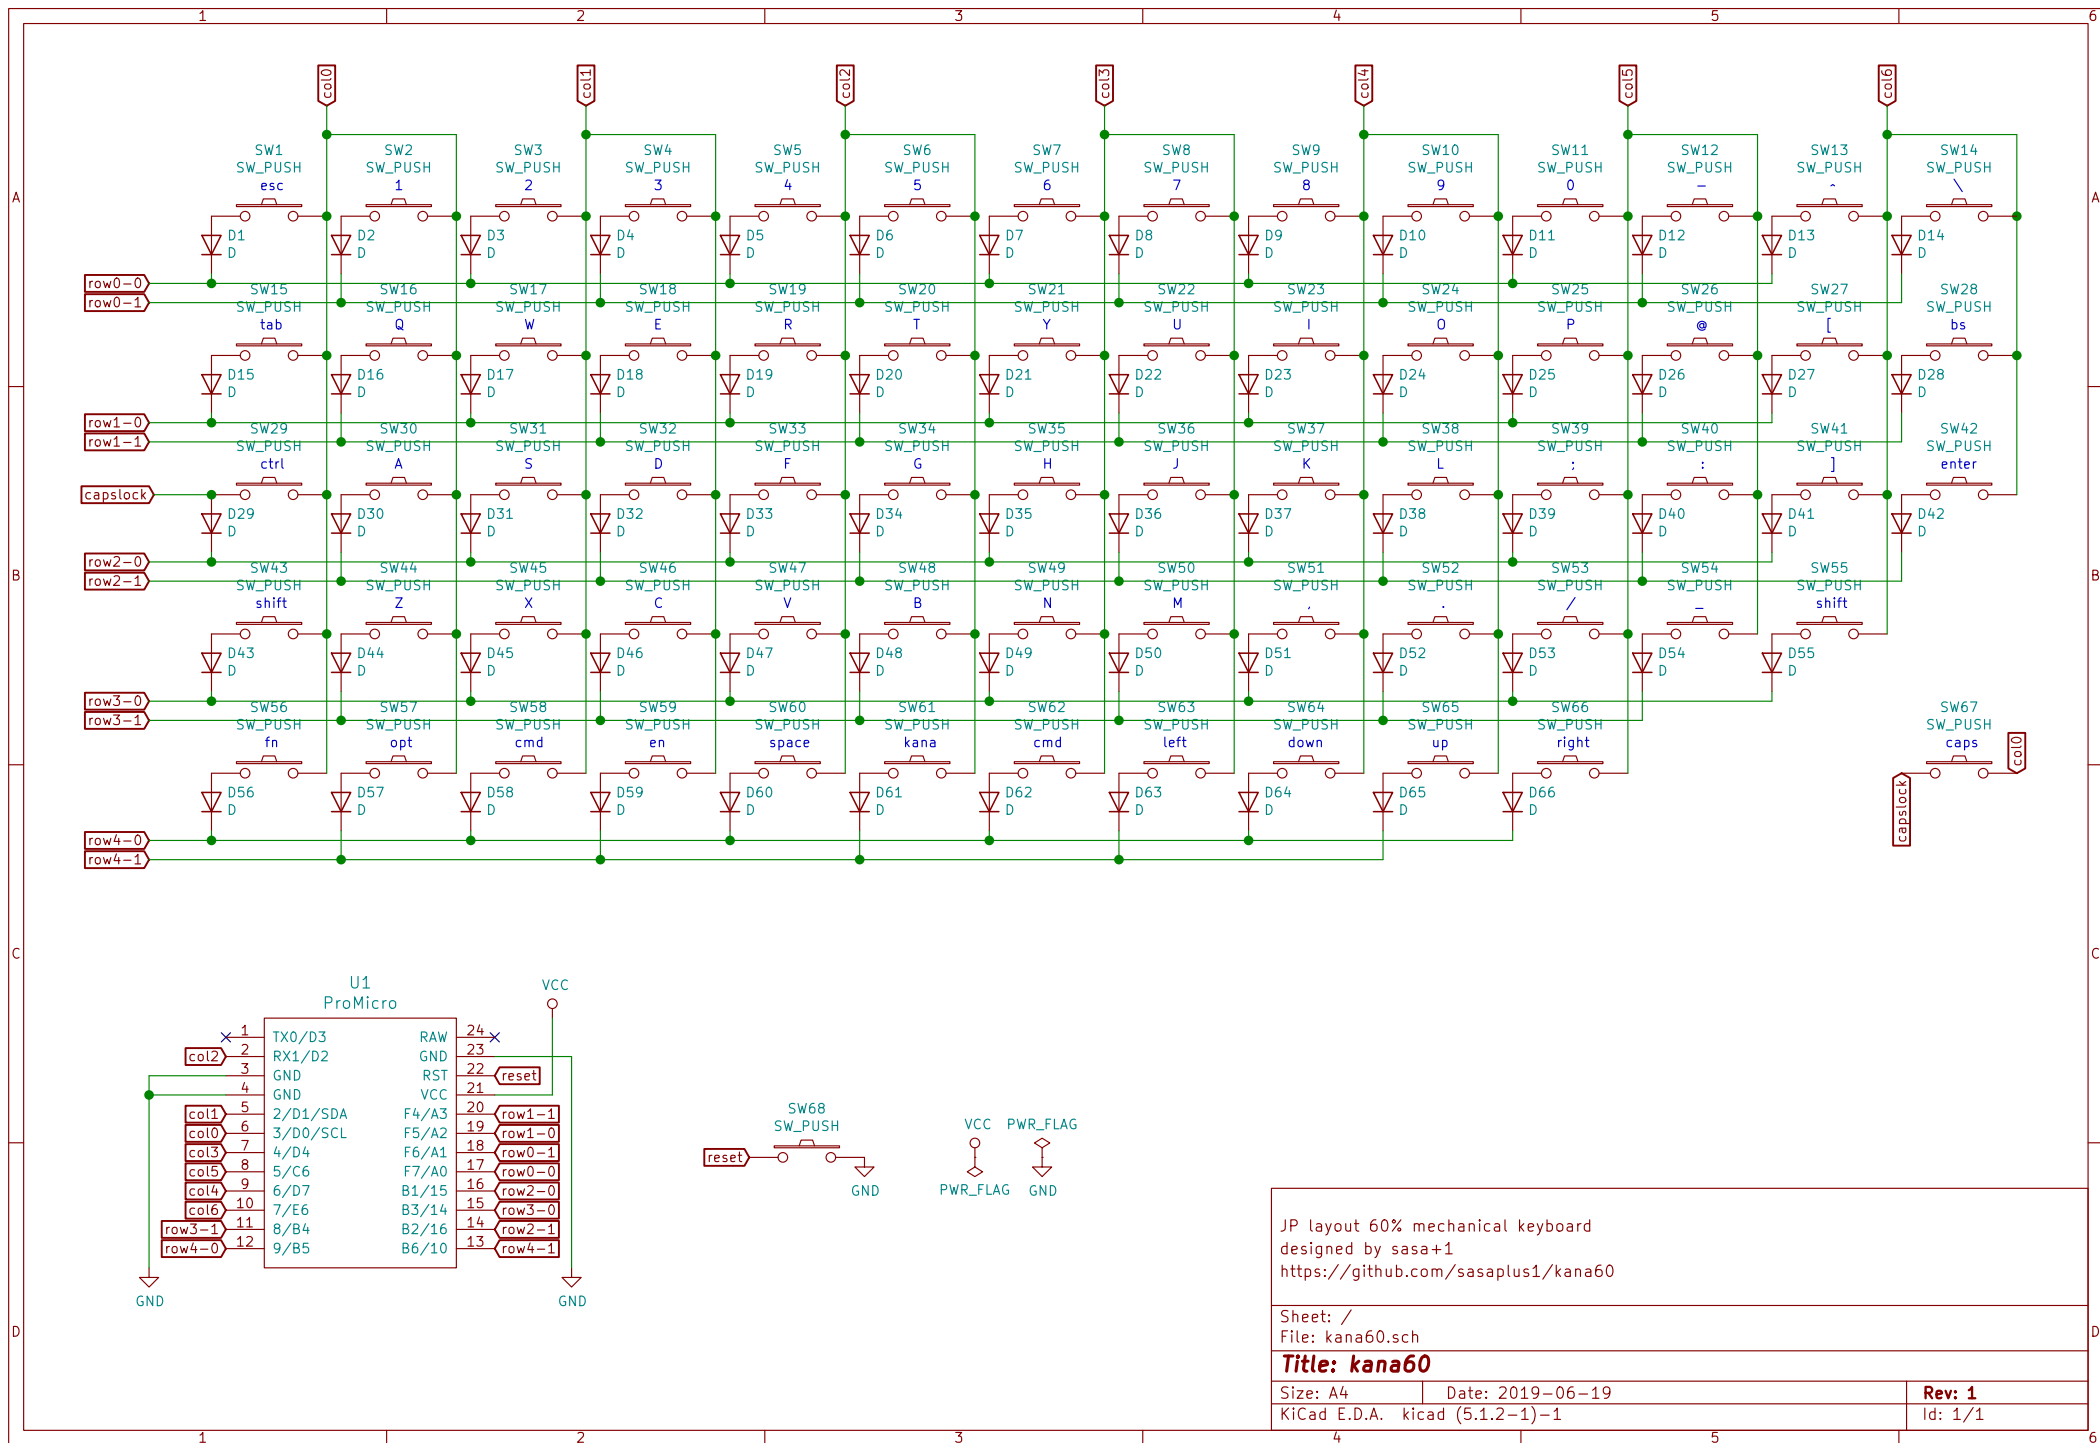 1 2 3 4 5 6
col0 col1 col2 col3 col4 col5 col6
SW1 SW2 SW3 SW4 SW5 SW6 SW7 SW8 SW9 SW10 SW11 SW12 SW13 SW14
SW_PUSH SW_PUSH SW_PUSH SW_PUSH SW_PUSH SW_PUSH SW_PUSH SW_PUSH SW_PUSH SW_PUSH SW_PUSH SW_PUSH SW_PUSH SW_PUSH
esc 1 2 3 4 5 6 7 8 9 0 - ^ \
A A
D1 D2 D3 D4 D5 D6 D7 D8 D9 D10 D11 D12 D13 D14
D D D D D D D D D D D D D D
row0-0
row0-1
SW15 SW16 SW17 SW18 SW19 SW20 SW21 SW22 SW23 SW24 SW25 SW26 SW27 SW28
SW_PUSH SW_PUSH SW_PUSH SW_PUSH SW_PUSH SW_PUSH SW_PUSH SW_PUSH SW_PUSH SW_PUSH SW_PUSH SW_PUSH SW_PUSH SW_PUSH
tab Q W E R T Y U I O P @ [ bs
D15 D16 D17 D18 D19 D20 D21 D22 D23 D24 D25 D26 D27 D28
D D D D D D D D D D D D D D
row1-0
row1-1
SW29 SW30 SW31 SW32 SW33 SW34 SW35 SW36 SW37 SW38 SW39 SW40 SW41 SW42
SW_PUSH SW_PUSH SW_PUSH SW_PUSH SW_PUSH SW_PUSH SW_PUSH SW_PUSH SW_PUSH SW_PUSH SW_PUSH SW_PUSH SW_PUSH SW_PUSH
ctrl A S D F G H J K L ; : ] enter
capslock
D29 D30 D31 D32 D33 D34 D35 D36 D37 D38 D39 D40 D41 D42
D D D D D D D D D D D D D D
row2-0
row2-1
B B
SW43 SW44 SW45 SW46 SW47 SW48 SW49 SW50 SW51 SW52 SW53 SW54 SW55
SW_PUSH SW_PUSH SW_PUSH SW_PUSH SW_PUSH SW_PUSH SW_PUSH SW_PUSH SW_PUSH SW_PUSH SW_PUSH SW_PUSH SW_PUSH
shift Z X C V B N M , . / _ shift
D43 D44 D45 D46 D47 D48 D49 D50 D51 D52 D53 D54 D55
D D D D D D D D D D D D D
row3-0
row3-1
SW56 SW57 SW58 SW59 SW60 SW61 SW62 SW63 SW64 SW65 SW66 SW67
SW_PUSH SW_PUSH SW_PUSH SW_PUSH SW_PUSH SW_PUSH SW_PUSH SW_PUSH SW_PUSH SW_PUSH SW_PUSH SW_PUSH
fn opt cmd en space kana cmd left down up right caps
col0
capslock
D56 D57 D58 D59 D60 D61 D62 D63 D64 D65 D66
D D D D D D D D D D D
row4-0
row4-1
C C
U1
ProMicro
VCC
1 TX0/D3 RAW 24
col2 2 RX1/D2 GND 23
3 GND RST 22 reset
4 GND VCC 21
col1 5 2/D1/SDA F4/A3 20 row1-1
col0 6 3/D0/SCL F5/A2 19 row1-0
col3 7 4/D4 F6/A1 18 row0-1
col5 8 5/C6 F7/A0 17 row0-0
col4 9 6/D7 B1/15 16 row2-0
col6 10 7/E6 B3/14 15 row3-0
row3-1 11 8/B4 B2/16 14 row2-1
row4-0 12 9/B5 B6/10 13 row4-1
GND GND
SW68
SW_PUSH
reset
GND
VCC PWR_FLAG
PWR_FLAG GND
JP layout 60% mechanical keyboard
designed by sasa+1
https://github.com/sasaplus1/kana60
Sheet: /
File: kana60.sch
D D
Title: kana60
Size: A4 Date: 2019-06-19 Rev: 1
KiCad E.D.A. kicad (5.1.2-1)-1 Id: 1/1
1 2 3 4 5 6